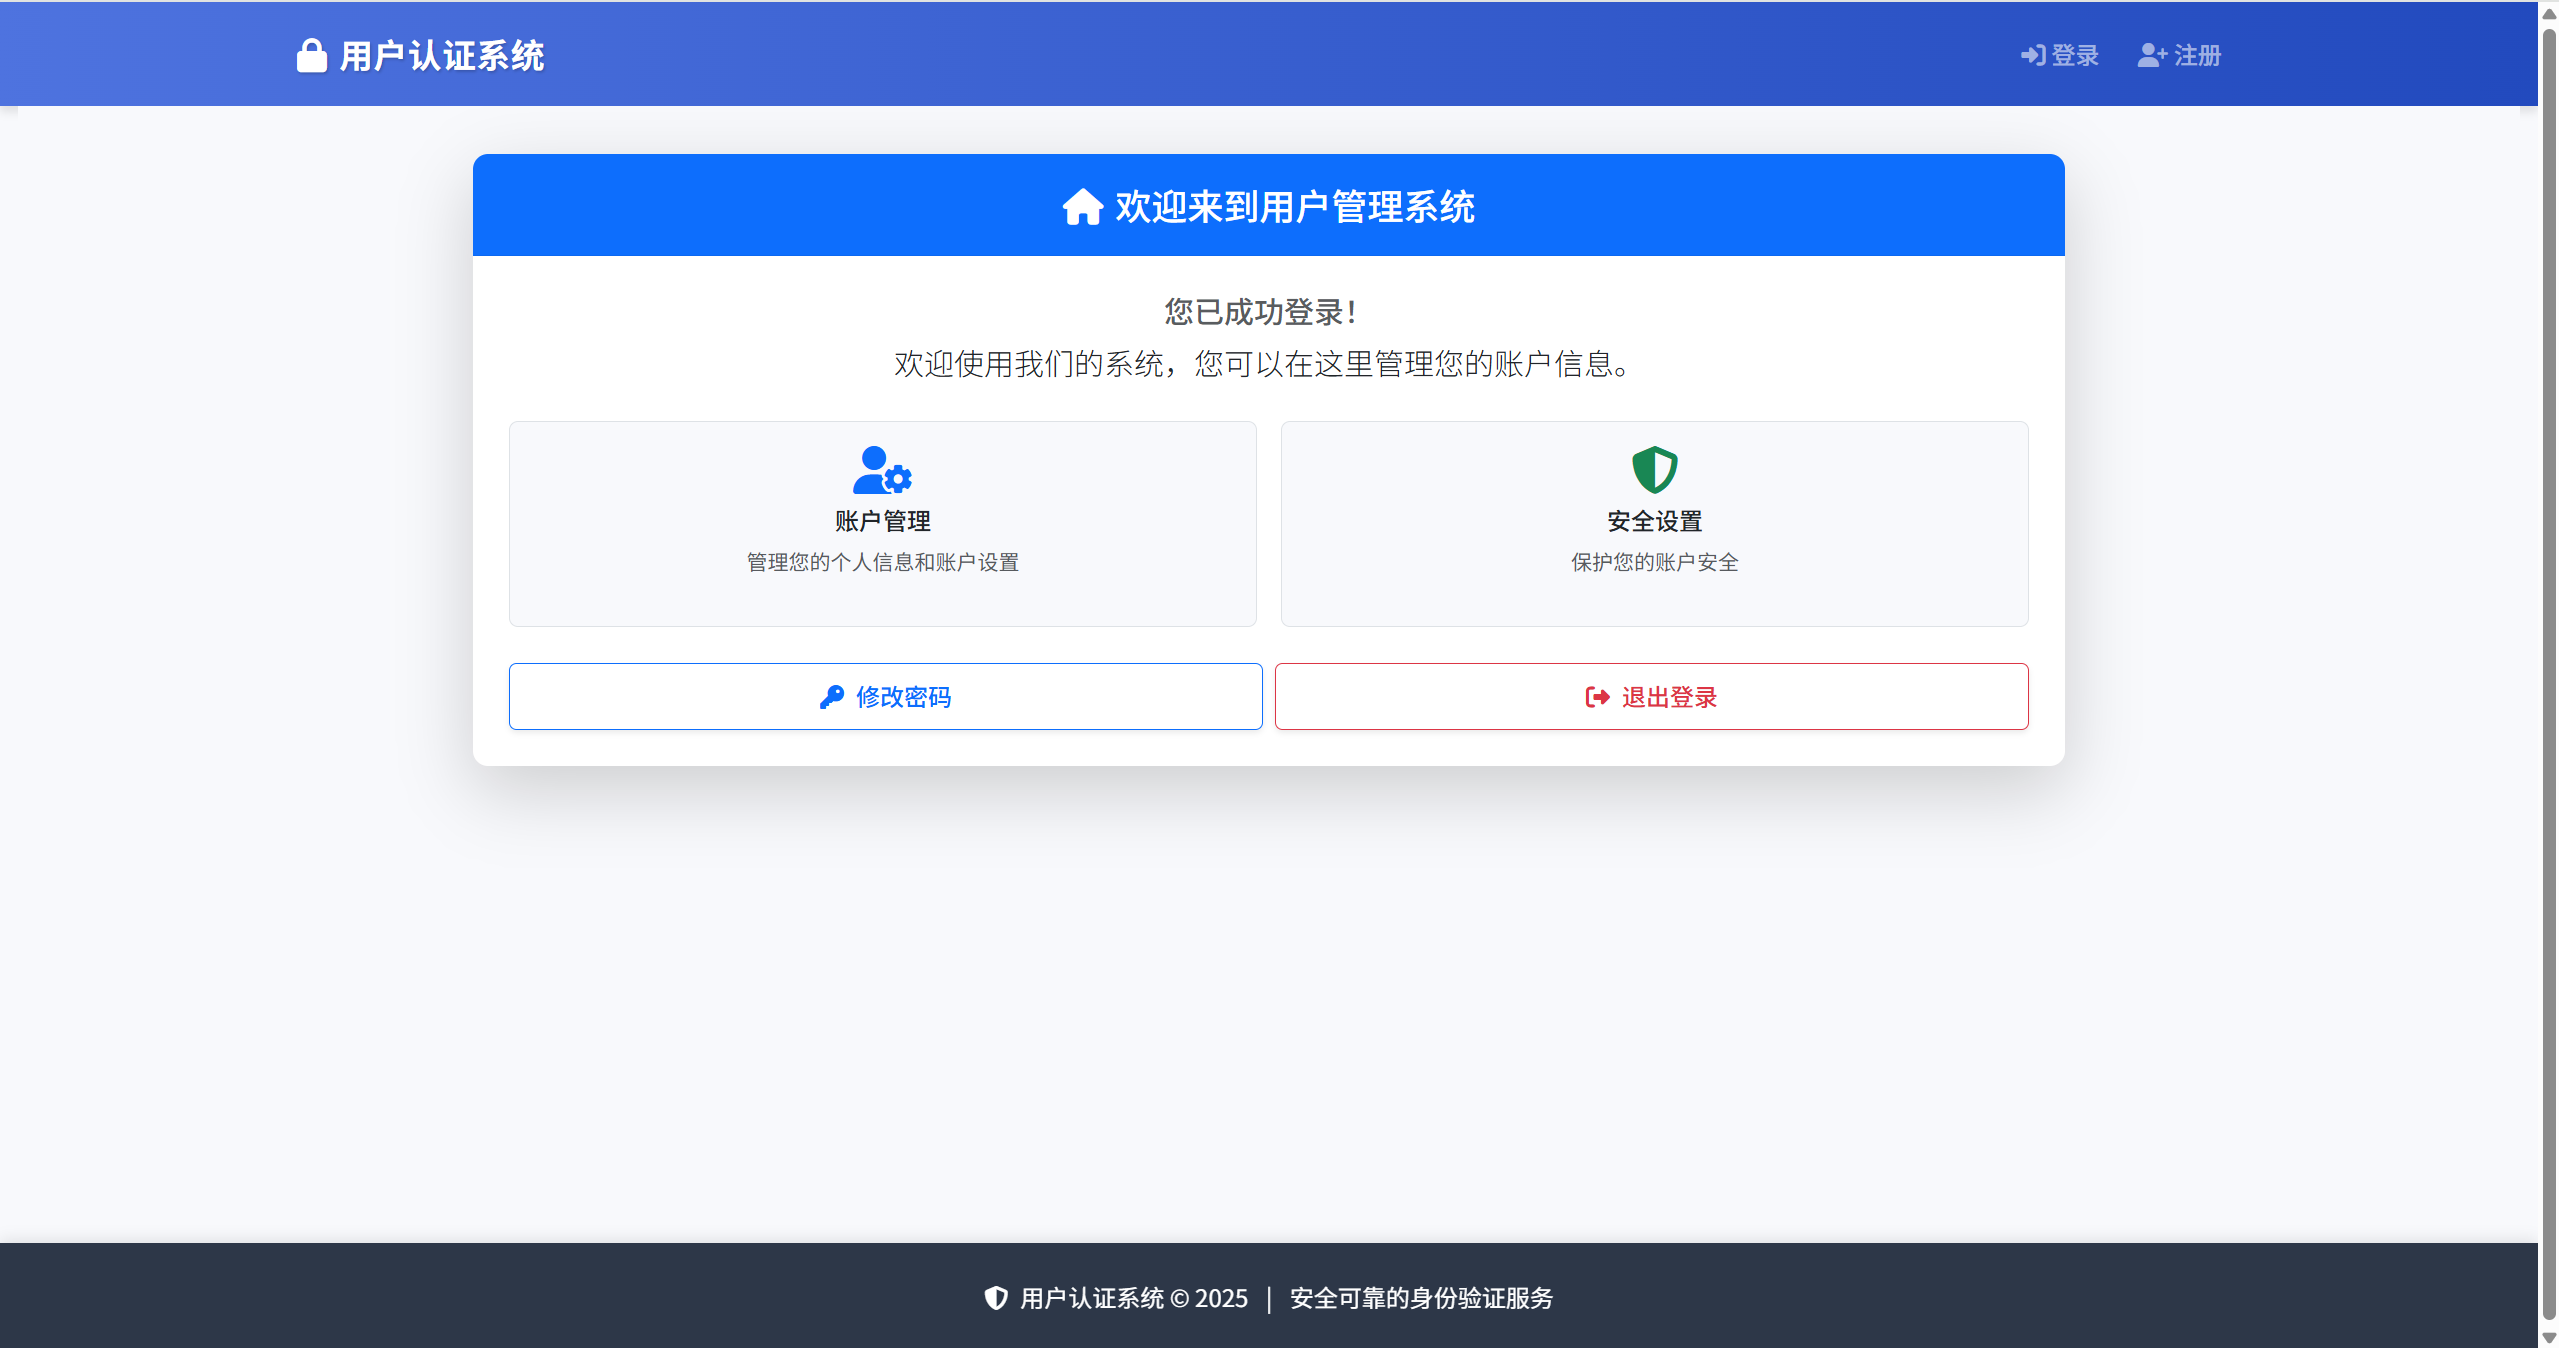 用户认证系统
登录
注册
欢迎来到用户管理系统
您已成功登录！
欢迎使用我们的系统，您可以在这里管理您的账户信息。
账户管理
管理您的个人信息和账户设置
安全设置
保护您的账户安全
修改密码
退出登录
用户认证系统 © 2025 | 安全可靠的身份验证服务